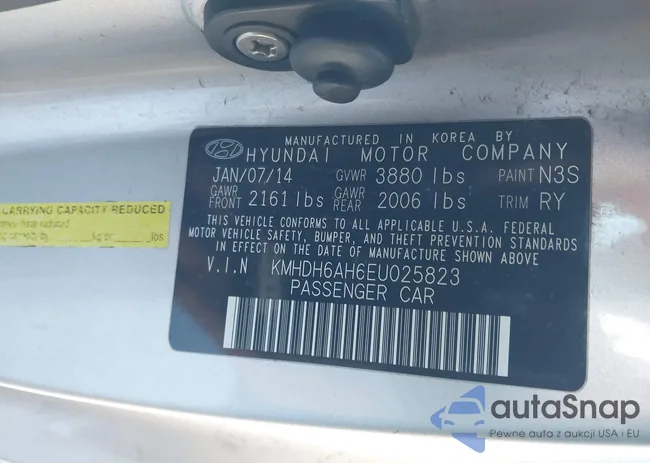 MANUFACTURED IN KOREA BY
HYUNDAI MOTOR COMPANY
JAN/07/14 GVWR 3880 lbs PAINT N3S
GAWR FRONT 2161 lbs GAWR REAR 2006 lbs TRIM RY
THIS VEHICLE CONFORMS TO ALL APPLICABLE U.S.A. FEDERAL
MOTOR VEHICLE SAFETY, BUMPER, AND THEFT PREVENTION STANDARDS
IN EFFECT ON THE DATE OF MANUFACTURE SHOWN ABOVE.
V.I.N KMHDH6AH6EU025823
PASSENGER CAR
CARRYING CAPACITY REDUCED
kg or lbs
autaSnap
Pewne auta z aukcji USA i EU